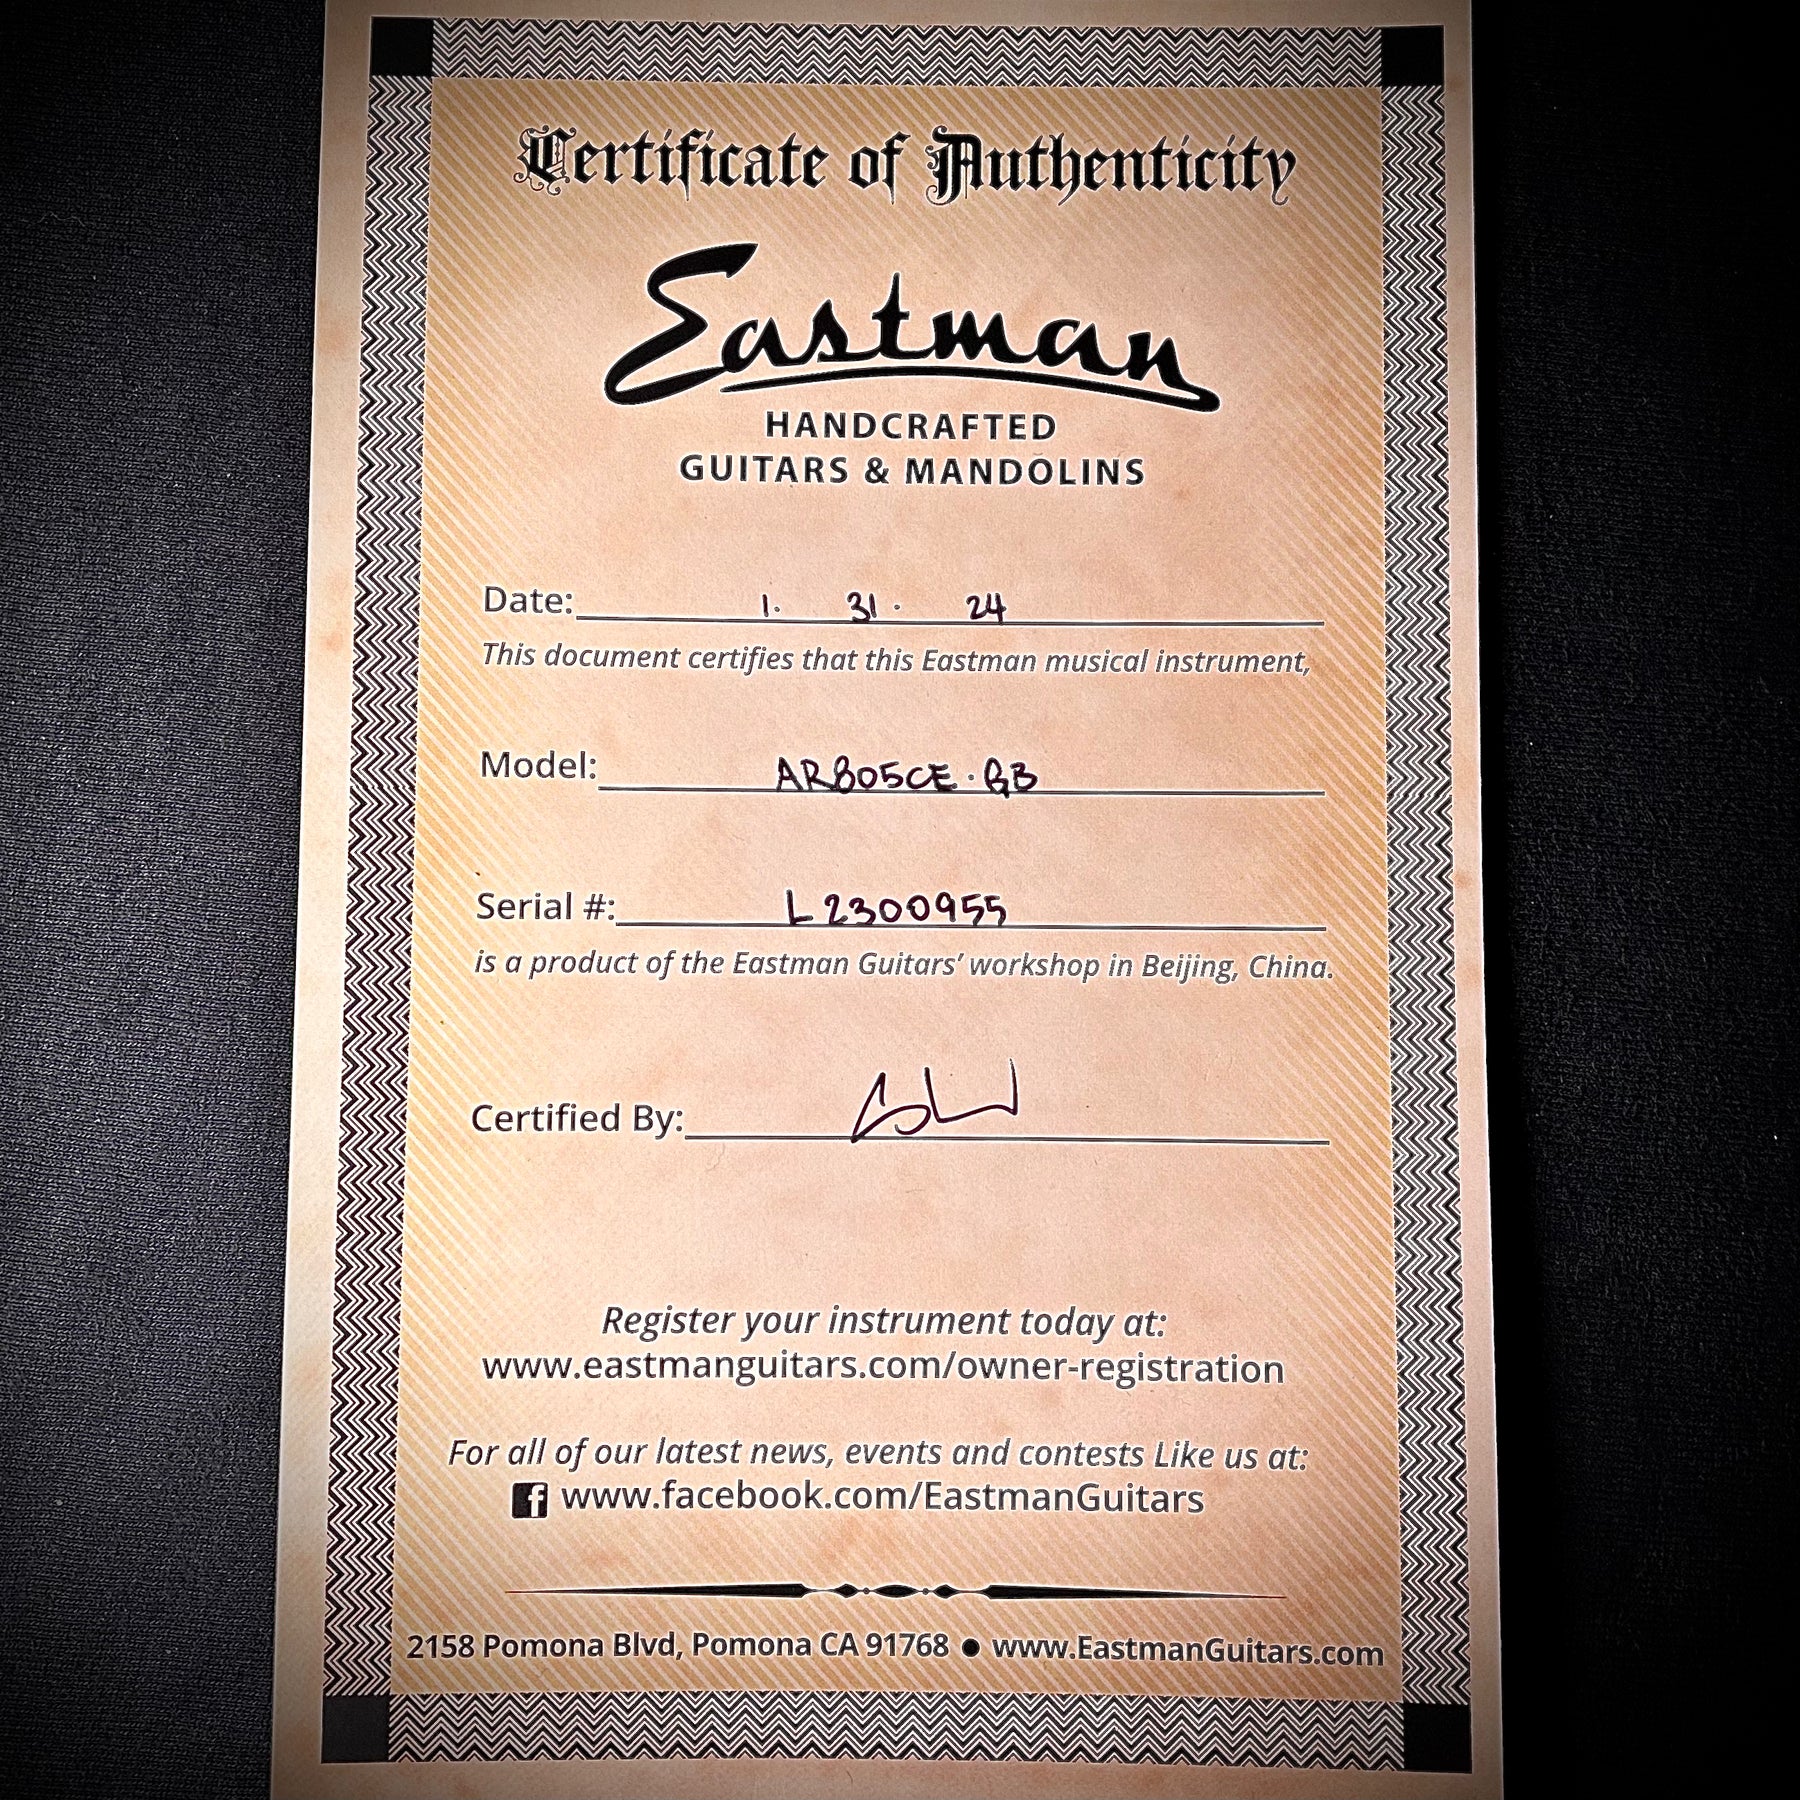 Certificate of Authenticity
Eastman
HANDCRAFTED
GUITARS & MANDOLINS
Date: 1. 31. 24
This document certifies that this Eastman musical instrument,
Model: AR805CE·
Serial #: L2300955
is a product of the Eastman Guitars' workshop in Beijing, China.
Certified By:
Register your instrument today at:
www.eastmanguitars.com/owner-registration
For all of our latest news, events and contests Like us at:
f www.facebook.com/EastmanGuitars
2158 Pomona Blvd, Pomona CA 91768 ● www.EastmanGuitars.com